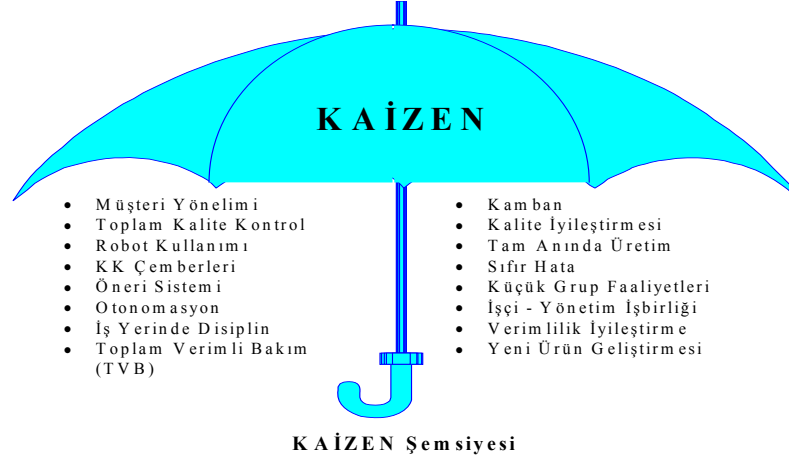 KAİZEN
• Müşteri Yönelimi
• Toplam Kalite Kontrol
• Robot Kullanımı
• KK Çemberleri
• Öneri Sistemi
• Otonomasyon
• İş Yerinde Disiplin
• Toplam Verimli Bakım
(TVB)
• Kamban
• Kalite İyileştirmesi
• Tam Anında Üretim
• Sıfır Hata
• Küçük Grup Faaliyetleri
• İşçi - Yönetim İşbirliği
• Verimlilik İyileştirme
• Yeni Ürün Geliştirmesi
KAİZEN Şemsiyesi